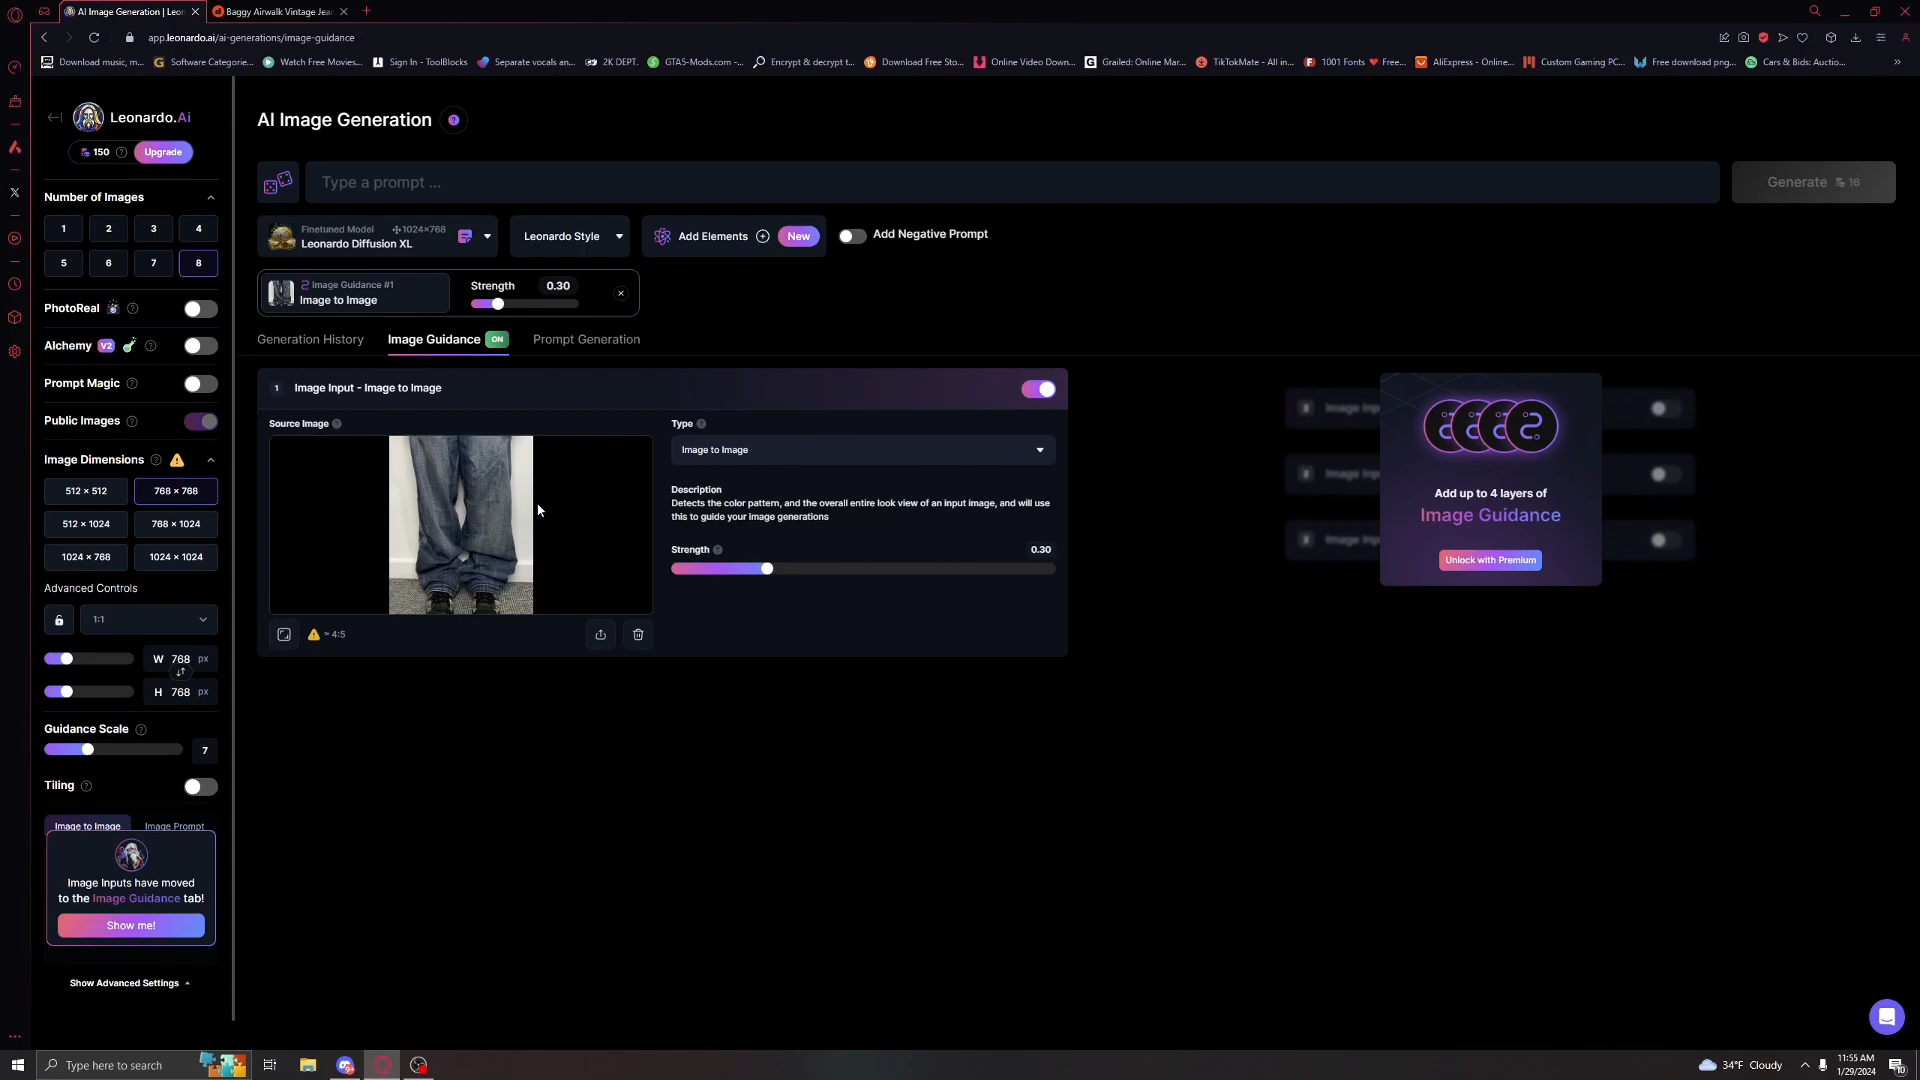 AI Image Generation | Leon
Baggy Airwalk Vintage Jean
app.leonardo.ai/ai-generations/image-guidance
Download music, m...
Software Categorie...
Watch Free Movies...
Sign In - ToolBlocks
Separate vocals an...
2K DEPT.
GTA5-Mods.com -...
Encrypt & decrypt t...
Download Free Sto...
Online Video Down...
Grailed: Online Mar...
TikTokMate - All in...
1001 Fonts ❤ Free...
AliExpress - Online...
Custom Gaming PC...
Free download png...
Cars & Bids: Auctio...
Leonardo.Ai
150
Upgrade
Number of Images
1 2 3 4
5 6 7 8
PhotoReal
Alchemy V2
Prompt Magic
Public Images
Image Dimensions
512 × 512
768 × 768
512 × 1024
768 × 1024
1024 × 768
1024 × 1024
Advanced Controls
1:1
W 768 px
H 768 px
Guidance Scale
7
Tiling
Image to Image
Image Prompt
Image Inputs have moved
to the Image Guidance tab!
Show me!
Show Advanced Settings
AI Image Generation
Type a prompt ...
Generate 16
Finetuned Model
1024×768
Leonardo Diffusion XL
Leonardo Style
Add Elements
New
Add Negative Prompt
Image Guidance #1
Image to Image
Strength 0.30
Generation History
Image Guidance ON
Prompt Generation
1 Image Input - Image to Image
Source Image
≈ 4:5
Type
Image to Image
Description
Detects the color pattern, and the overall entire look view of an input image, and will use
this to guide your image generations
Strength
0.30
Add up to 4 layers of
Image Guidance
Unlock with Premium
Type here to search
34°F Cloudy
11:55 AM
1/29/2024